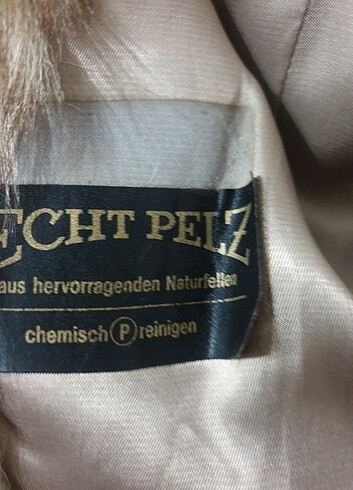 ECHT PELZ
aus hervorragenden Naturfellen
chemisch P reinigen